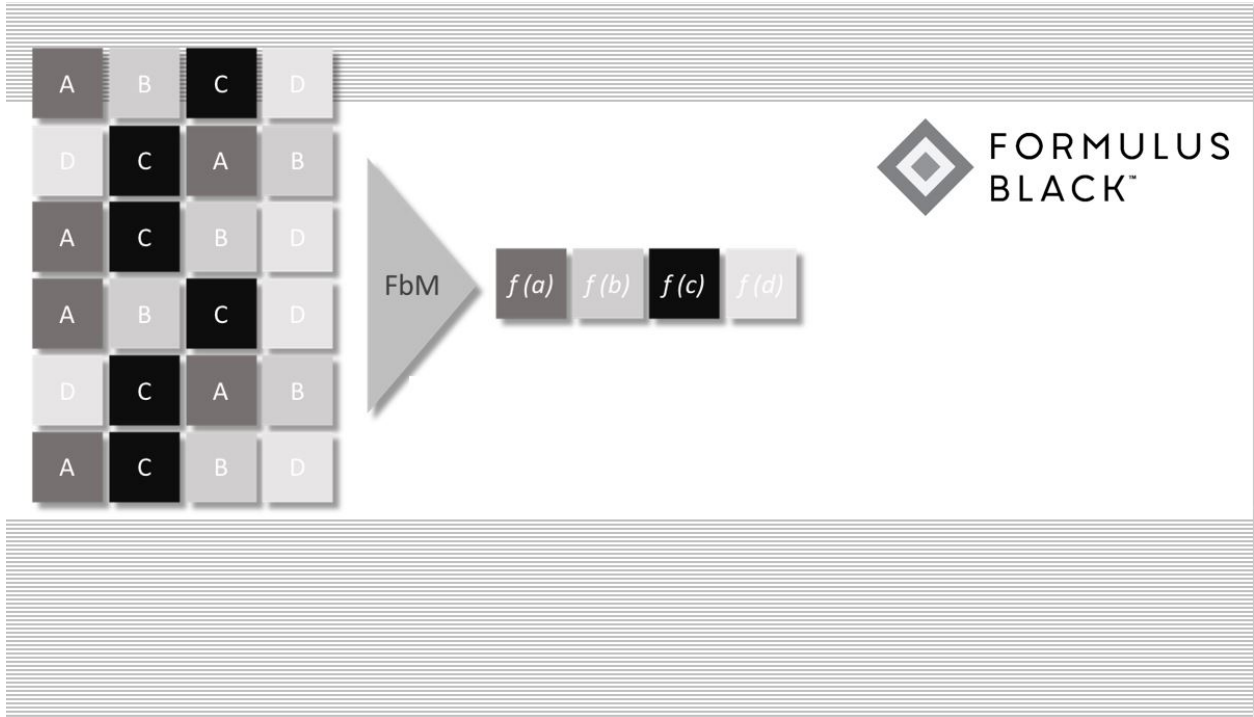 A B C D
D C A B
A C B D
A B C D
D C A B
A C B D
FbM
f (a) f (b) f (c) f (d)
FORMULUS
BLACK™